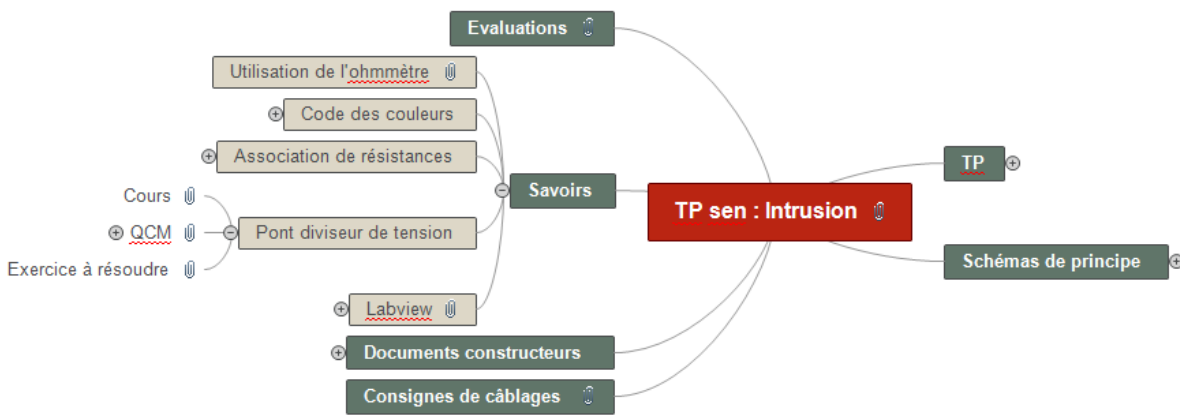 Evaluations
Utilisation de l'ohmmètre
Code des couleurs
Association de résistances
TP
Savoirs
Cours
TP sen : Intrusion
Pont diviseur de tension
QCM
Schémas de principe
Exercice à résoudre
Labview
Documents constructeurs
Consignes de câblages